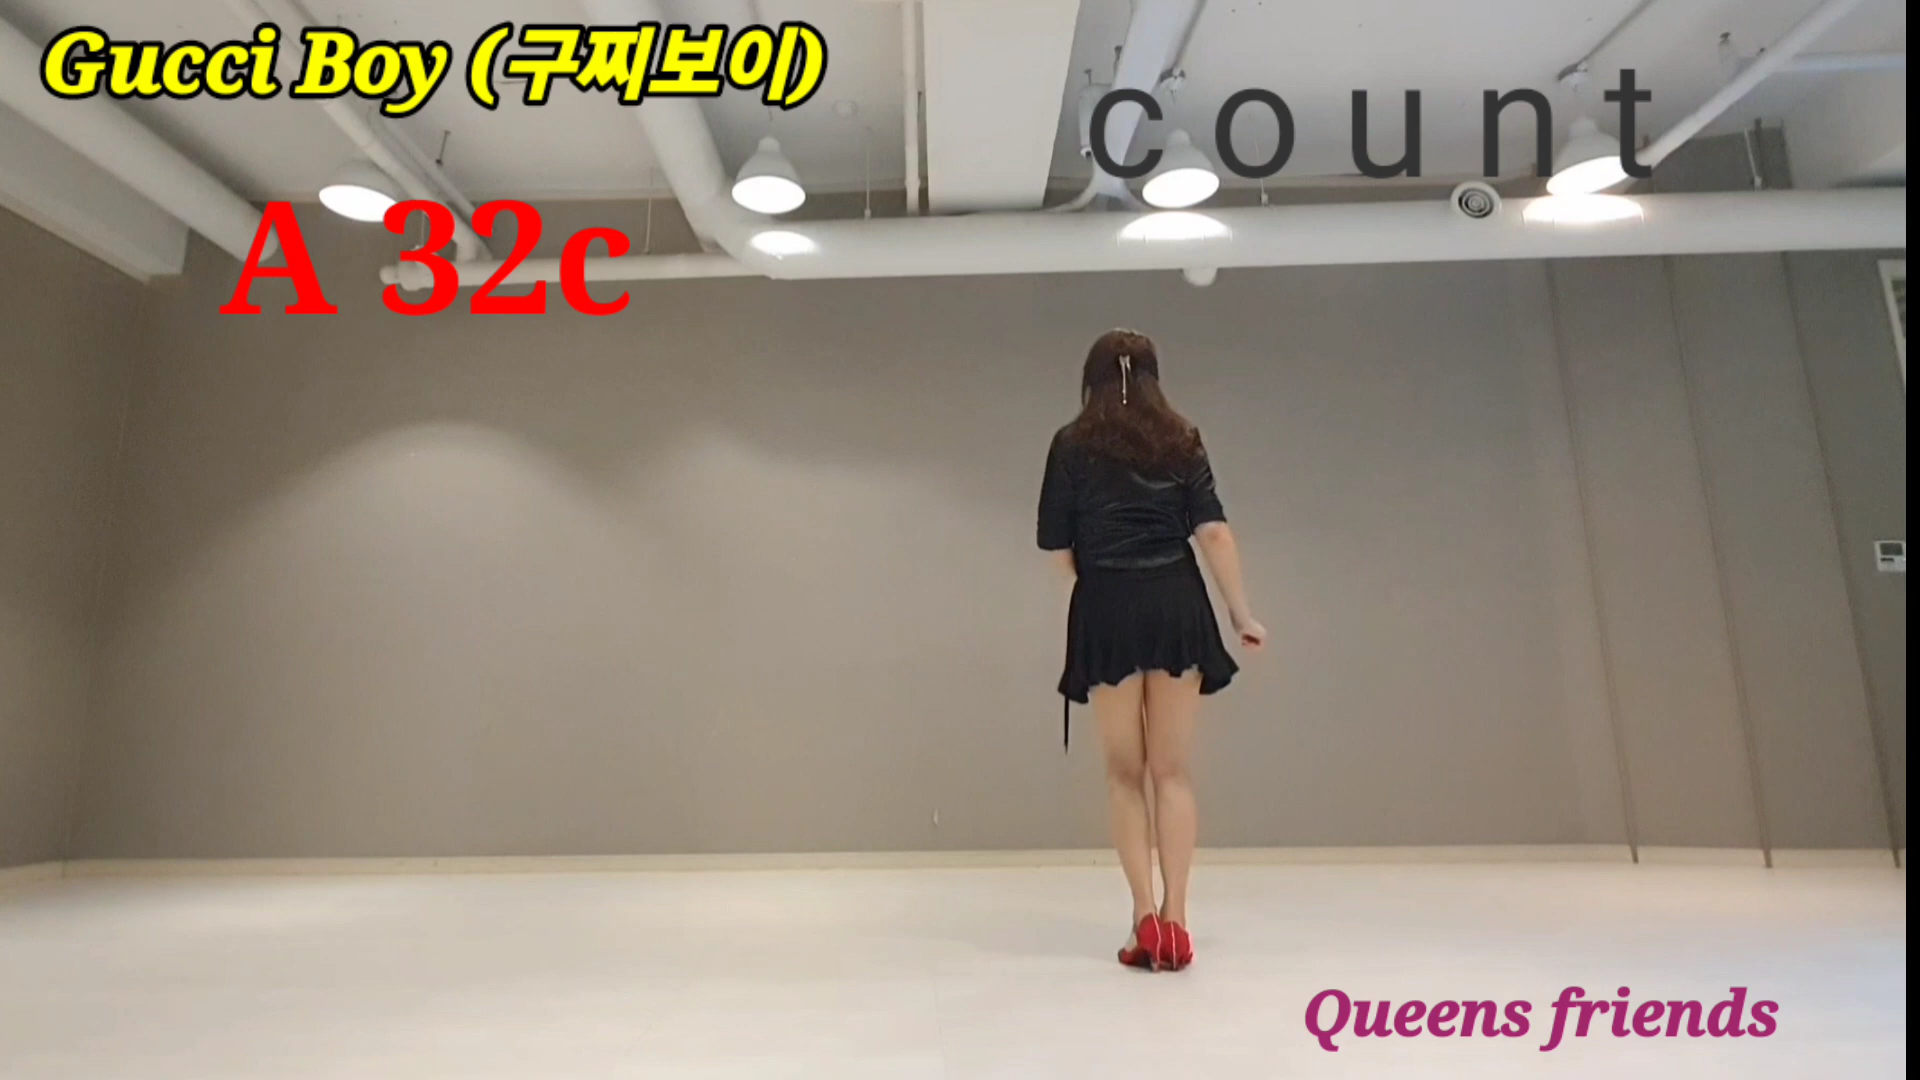 Gucci Boy (구찌보이)
count
A 32c
Queens friends